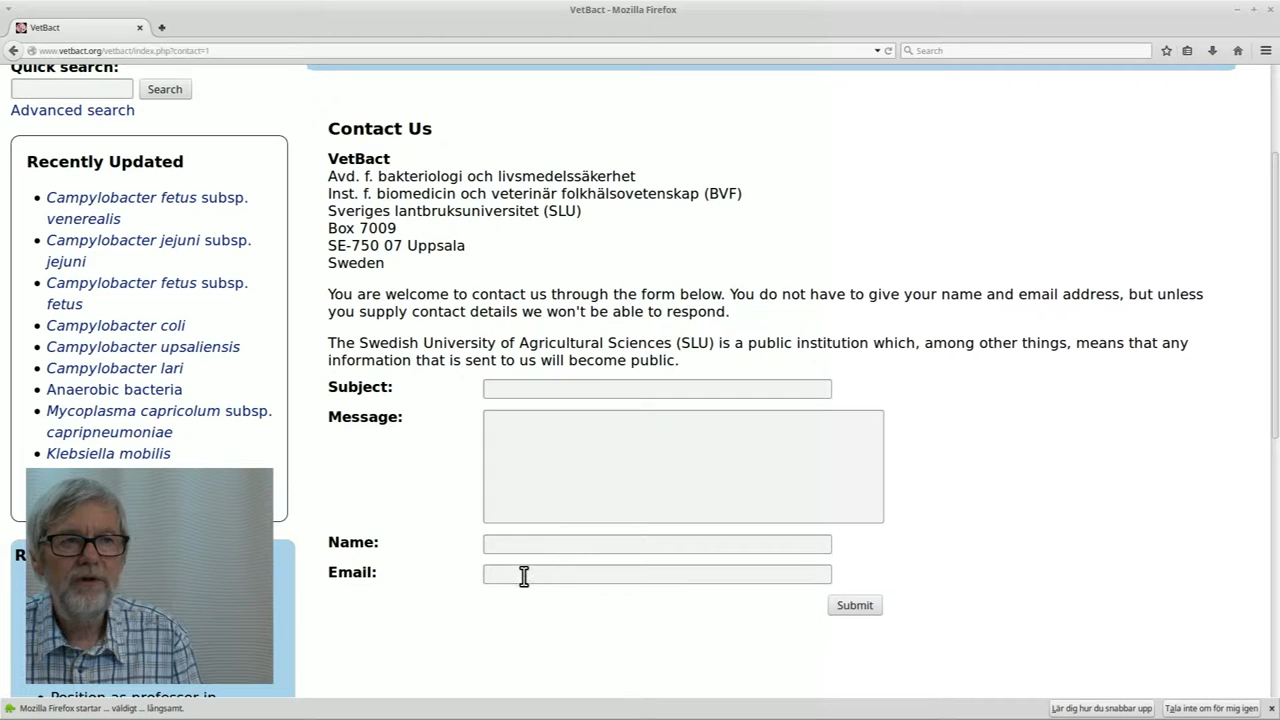 VetBact - Mozilla Firefox
VetBact
www.vetbact.org/vetbact/index.php?contact=1
Search
Quick search:
Search
Advanced search
Recently Updated
Campylobacter fetus subsp.
venerealis
Campylobacter jejuni subsp.
jejuni
Campylobacter fetus subsp.
fetus
Campylobacter coli
Campylobacter upsaliensis
Campylobacter lari
Anaerobic bacteria
Mycoplasma capricolum subsp.
capripneumoniae
Klebsiella mobilis
R
Position as professor in
Contact Us
VetBact
Avd. f. bakteriologi och livsmedelssäkerhet
Inst. f. biomedicin och veterinär folkhälsovetenskap (BVF)
Sveriges lantbruksuniversitet (SLU)
Box 7009
SE-750 07 Uppsala
Sweden
You are welcome to contact us through the form below. You do not have to give your name and email address, but unless
you supply contact details we won't be able to respond.
The Swedish University of Agricultural Sciences (SLU) is a public institution which, among other things, means that any
information that is sent to us will become public.
Subject:
Message:
Name:
Email:
Submit
Mozilla Firefox startar ... väldigt ... långsamt.
Lär dig hur du snabbar upp
Tala inte om för mig igen